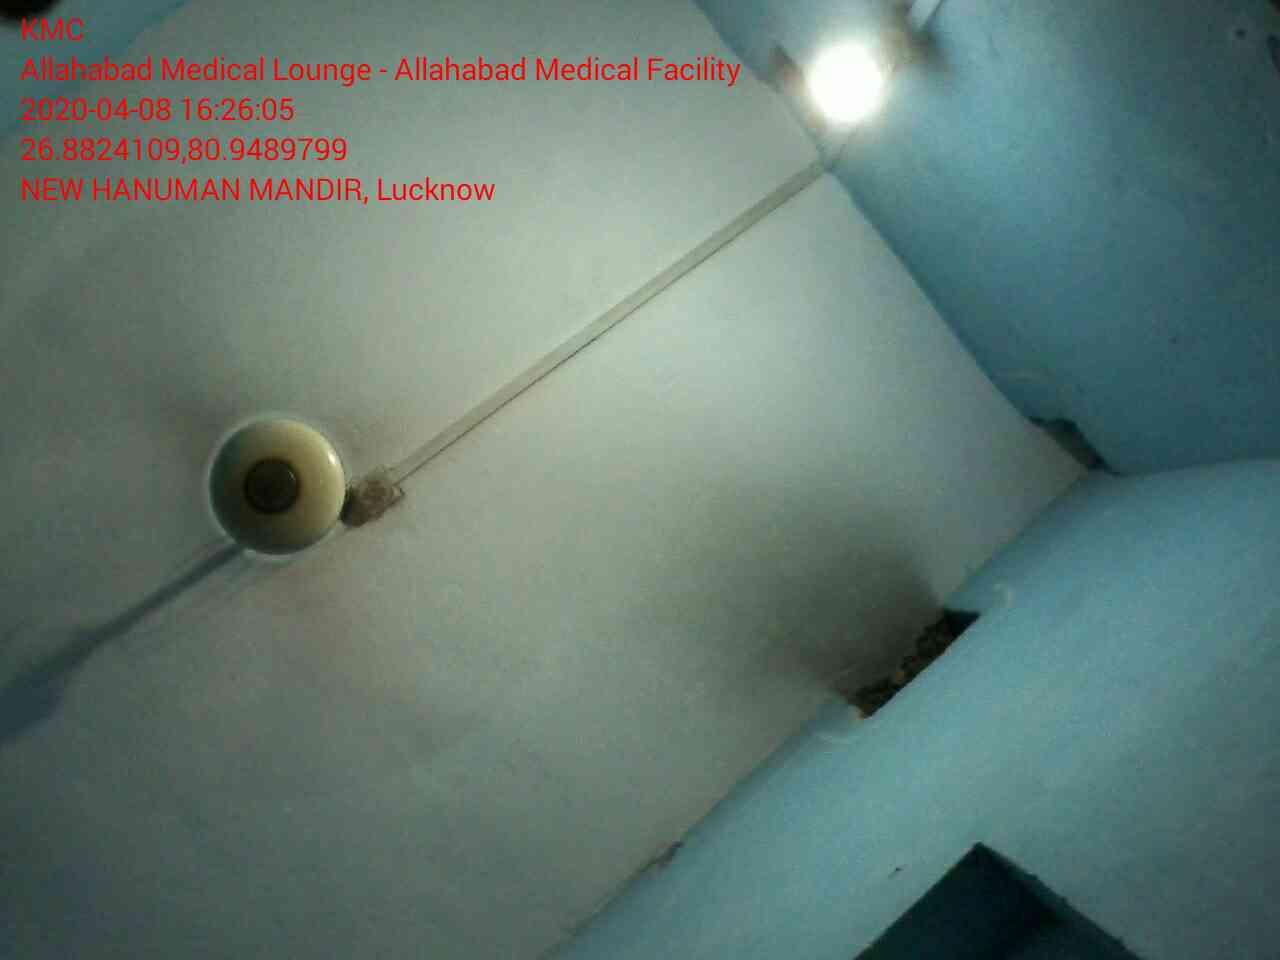 KMC
Allahabad Medical Lounge - Allahabad Medical Facility
2020-04-08 16:26:05
26.8824109,80.9489799
NEW HANUMAN MANDIR, Lucknow